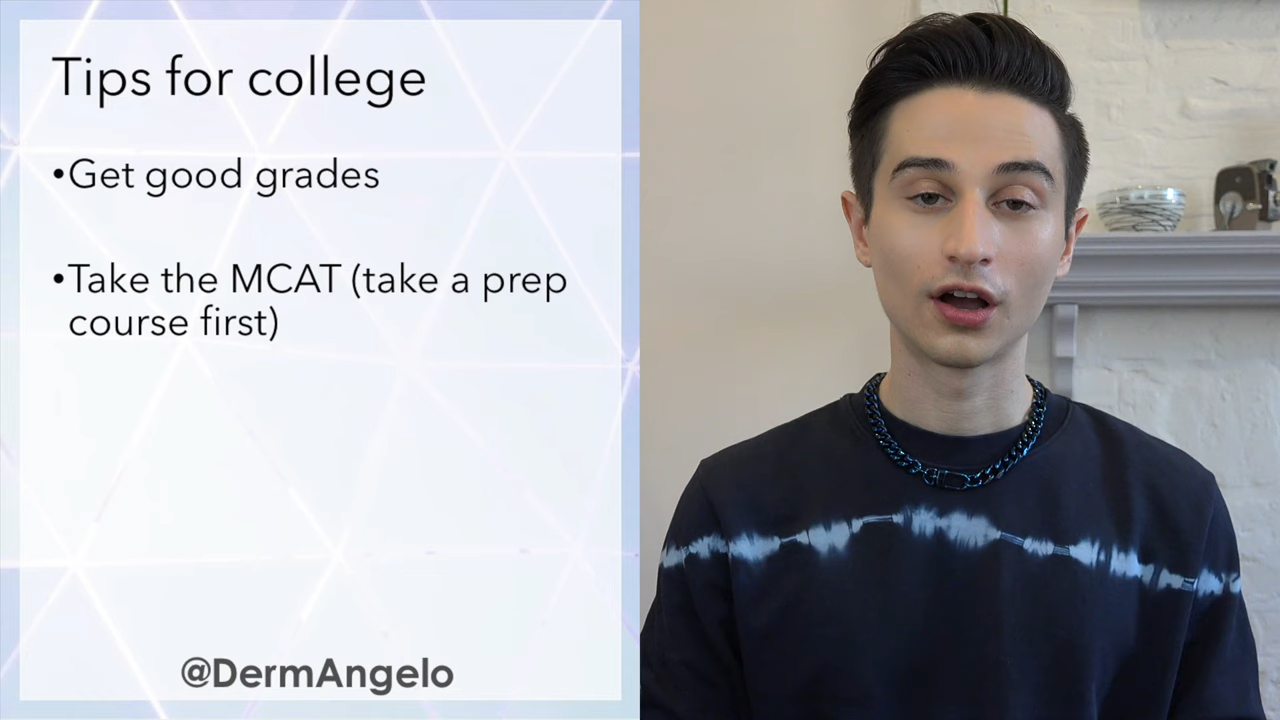 Tips for college
•Get good grades
•Take the MCAT (take a prep
course first)
@DermAngelo